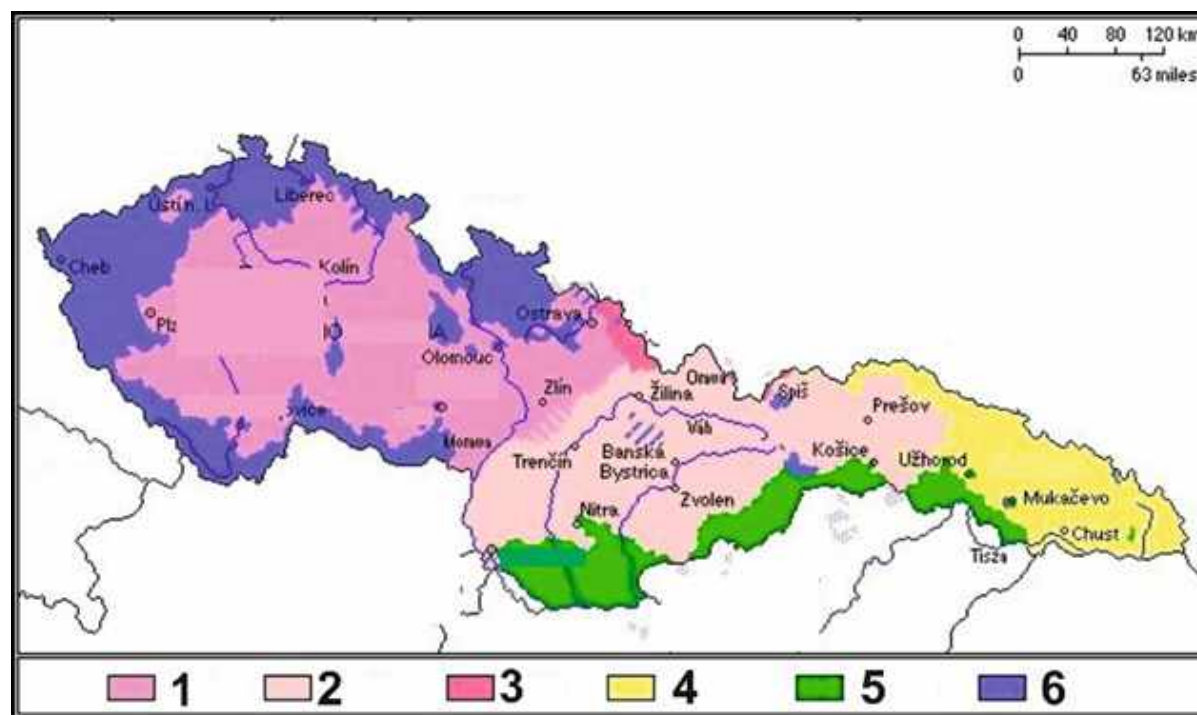 0 40 80 120 km
0 63 miles
Liberec
Ústí n. L
Cheb
Kolín
Ostrava
Olomouc
Zlín
Žilina
Orava
Spiš
Prešov
Váh
Trenčín
Banská
Bystrica
Košice
Užhorod
Zvolen
Nitra
Mukačevo
Chust
Tisza
Morava
1 2 3 4 5 6